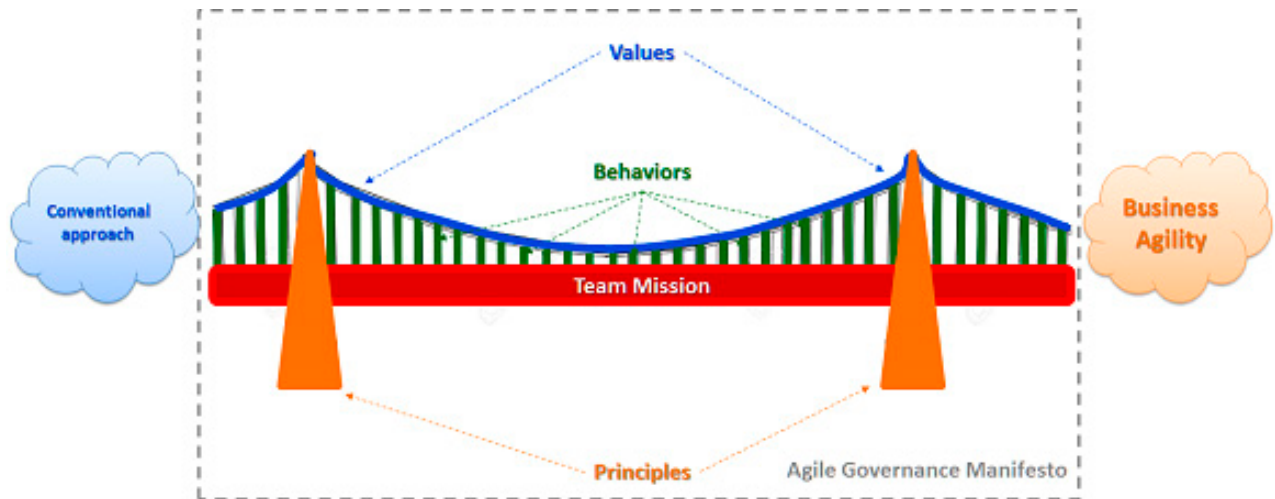 Values
Behaviors
Conventional
approach
Business
Agility
Team Mission
Principles
Agile Governance Manifesto